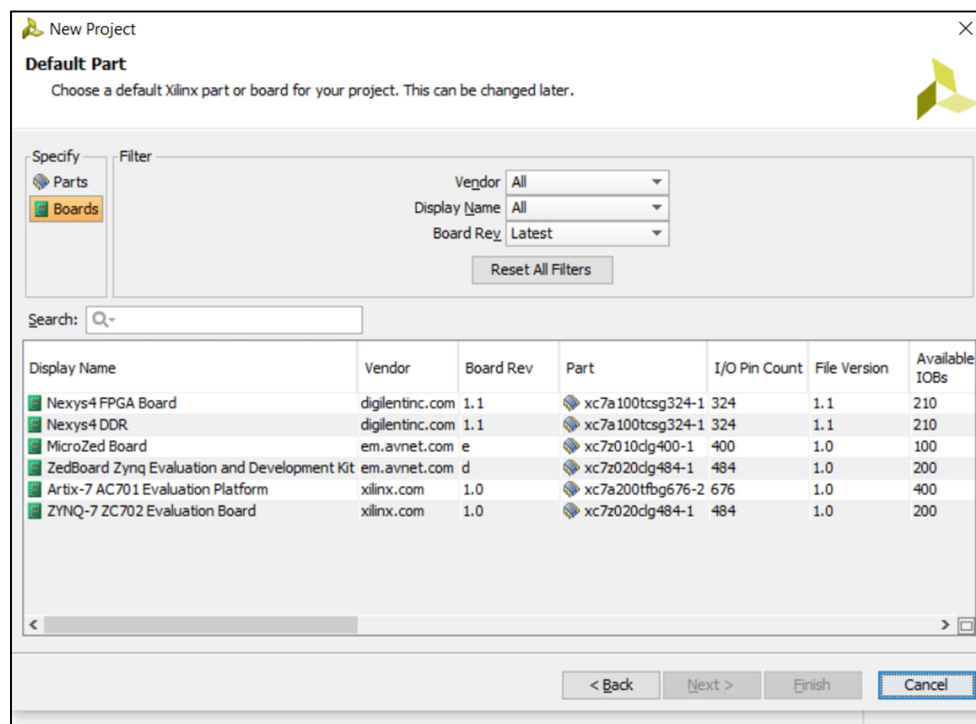 New Project
Default Part
Choose a default Xilinx part or board for your project. This can be changed later.
Specify Filter
Parts Vendor All
Boards Display Name All
Board Rev Latest
Reset All Filters
Search:
Display Name Vendor Board Rev Part I/O Pin Count File Version Available IOBs
Nexys4 FPGA Board digilentinc.com 1.1 xc7a100tcsg324-1 324 1.1 210
Nexys4 DDR digilentinc.com 1.1 xc7a100tcsg324-1 324 1.1 210
MicroZed Board em.avnet.com e xc7z010clg400-1 400 1.0 100
ZedBoard Zynq Evaluation and Development Kit em.avnet.com d xc7z020clg484-1 484 1.0 200
Artix-7 AC701 Evaluation Platform xilinx.com 1.0 xc7a200tfbg676-2 676 1.0 400
ZYNQ-7 ZC702 Evaluation Board xilinx.com 1.0 xc7z020clg484-1 484 1.0 200
< Back Next > Finish Cancel